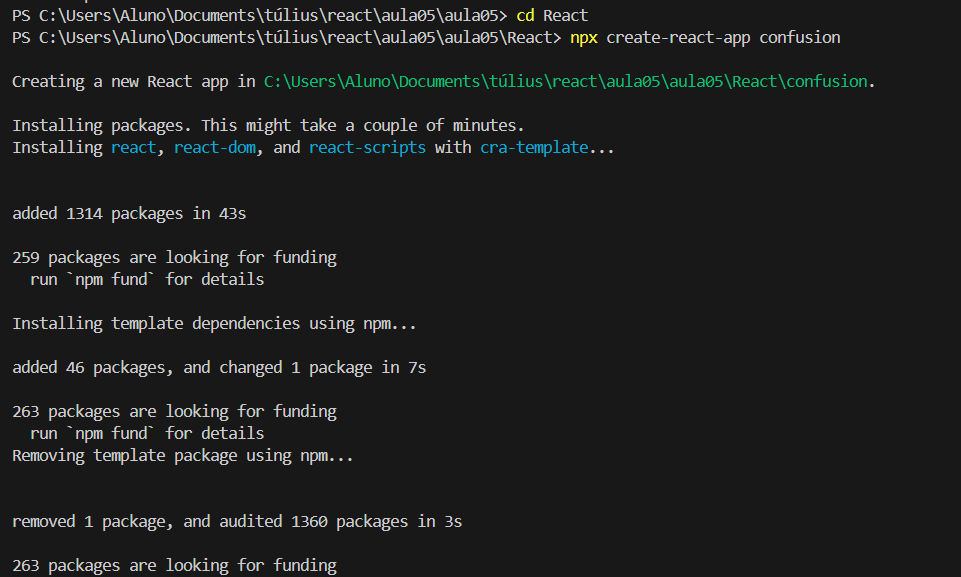 PS C:\Users\Aluno\Documents\túlius\react\aula05\aula05> cd React
PS C:\Users\Aluno\Documents\túlius\react\aula05\aula05\React> npx create-react-app confusion
Creating a new React app in C:\Users\Aluno\Documents\túlius\react\aula05\aula05\React\confusion.
Installing packages. This might take a couple of minutes.
Installing react, react-dom, and react-scripts with cra-template...
added 1314 packages in 43s
259 packages are looking for funding
  run `npm fund` for details
Installing template dependencies using npm...
added 46 packages, and changed 1 package in 7s
263 packages are looking for funding
  run `npm fund` for details
Removing template package using npm...
removed 1 package, and audited 1360 packages in 3s
263 packages are looking for funding